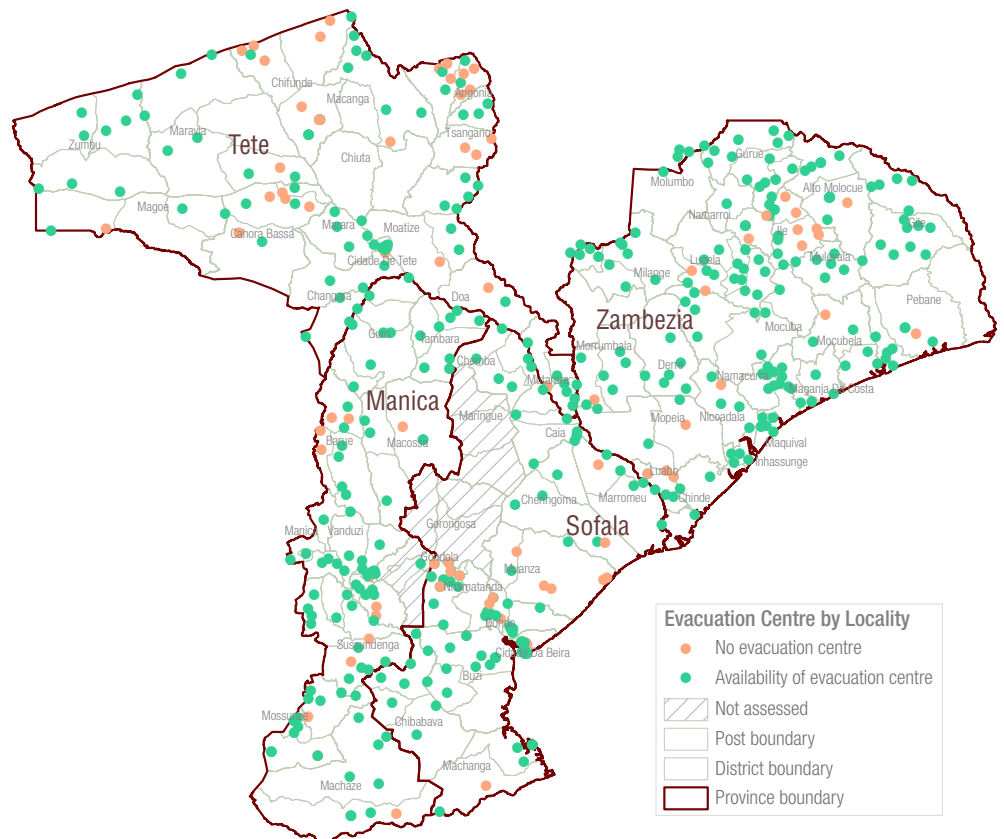 Chifunde
Macanga
Angonia
Zumbu
Maravia
Tete
Tsangano
Chiuta
Gurue
Molumbo
Alto Molocue
Magoe
Marara
Moatize
Namarroi
Ile
Gile
Cahora Bassa
Cidade De Tete
Lugela
Mulevala
Milange
Changara
Doa
Pebane
Zambezia
Guro
Tambara
Mocuba
Mocubela
Chemba
Morrumbala
Derre
Mutarara
Namacurra
Maganja Da Costa
Manica
Maringue
Mopeia
Nicoadala
Barue
Macossa
Caia
Maquival
Inhassunge
Luabo
Cheringoma
Marromeu
Chinde
Manica
Vanduzi
Gorongosa
Sofala
Gondola
Muanza
Nhamatanda
Dondo
Sussundenga
Cidade Da Beira
Buzi
Mossurize
Chibabava
Machanga
Machaze
Evacuation Centre by Locality
No evacuation centre
Availability of evacuation centre
Not assessed
Post boundary
District boundary
Province boundary